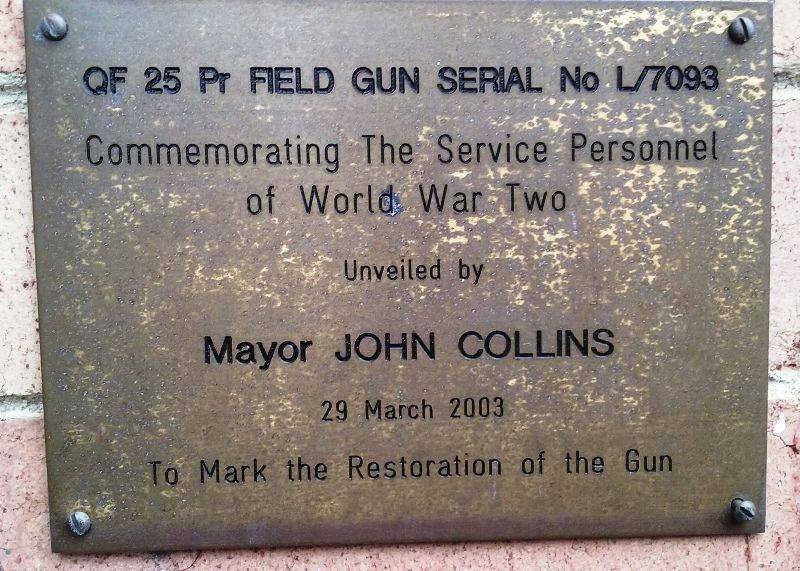 QF 25 Pr FIELD GUN SERIAL No L/7093
Commemorating The Service Personnel
of World War Two
Unveiled by
Mayor JOHN COLLINS
29 March 2003
To Mark the Restoration of the Gun